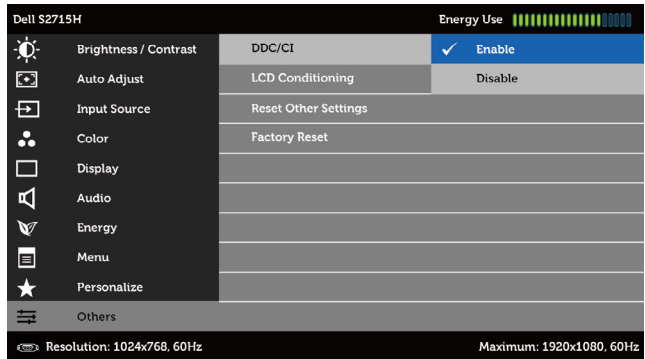 Dell S2715H
Energy Use
Brightness / Contrast
DDC/CI
Enable
Auto Adjust
LCD Conditioning
Disable
Input Source
Reset Other Settings
Color
Factory Reset
Display
Audio
Energy
Menu
Personalize
Others
Resolution: 1024x768, 60Hz
Maximum: 1920x1080, 60Hz